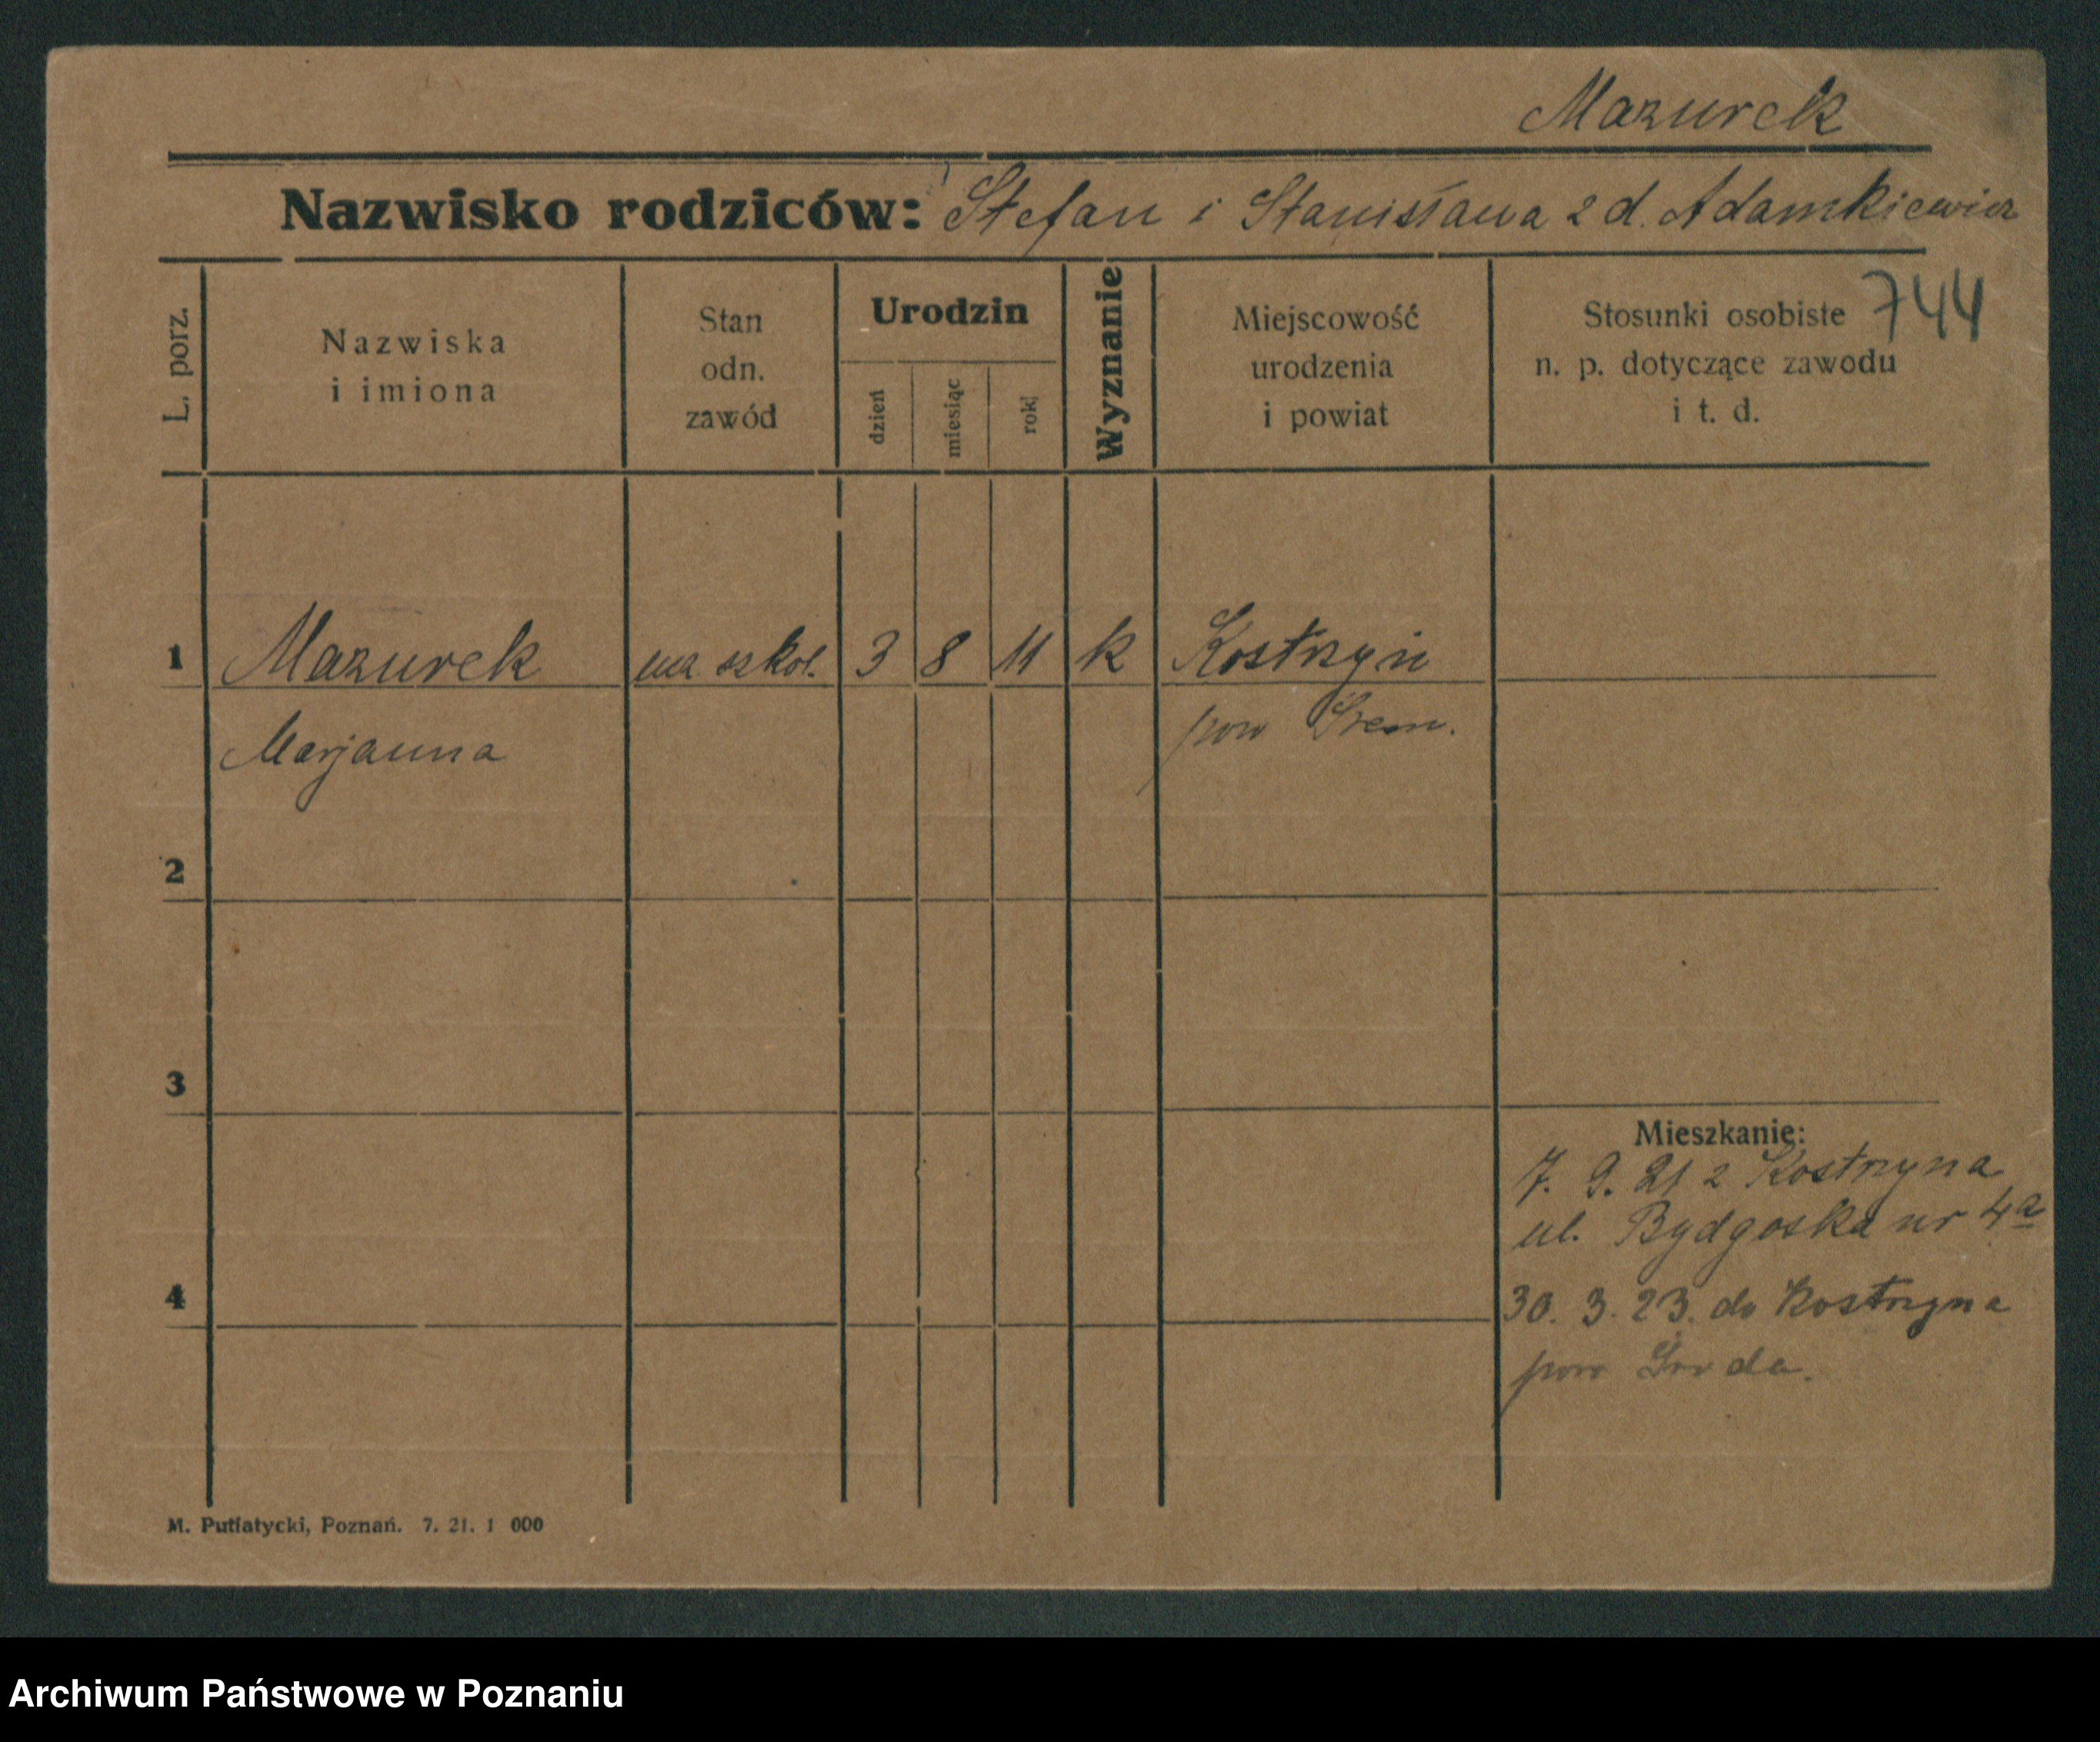 Mazurek
Nazwisko rodziców: Stefan i Stanisława z d. Adamkiewicz
744
L. porz.
Nazwiska
i imiona
Stan
odn.
zawód
Urodzin
dzień
miesiąc
rok
Wyznanie
Miejscowość
urodzenia
i powiat
Stosunki osobiste
n. p. dotyczące zawodu
i t. d.
1 Mazurek szkol. 3 8 11 k Kostrzyń
Marjanna pow Śrem.
2
3
Mieszkanie:
7. 9. 21 z Kostrzyna
ul. Bydgoska nr 4a
4 30. 3. 23. do Kostrzyna
pow Środa.
M. Putiatycki, Poznań. 7. 21. 1 000
Archiwum Państwowe w Poznaniu